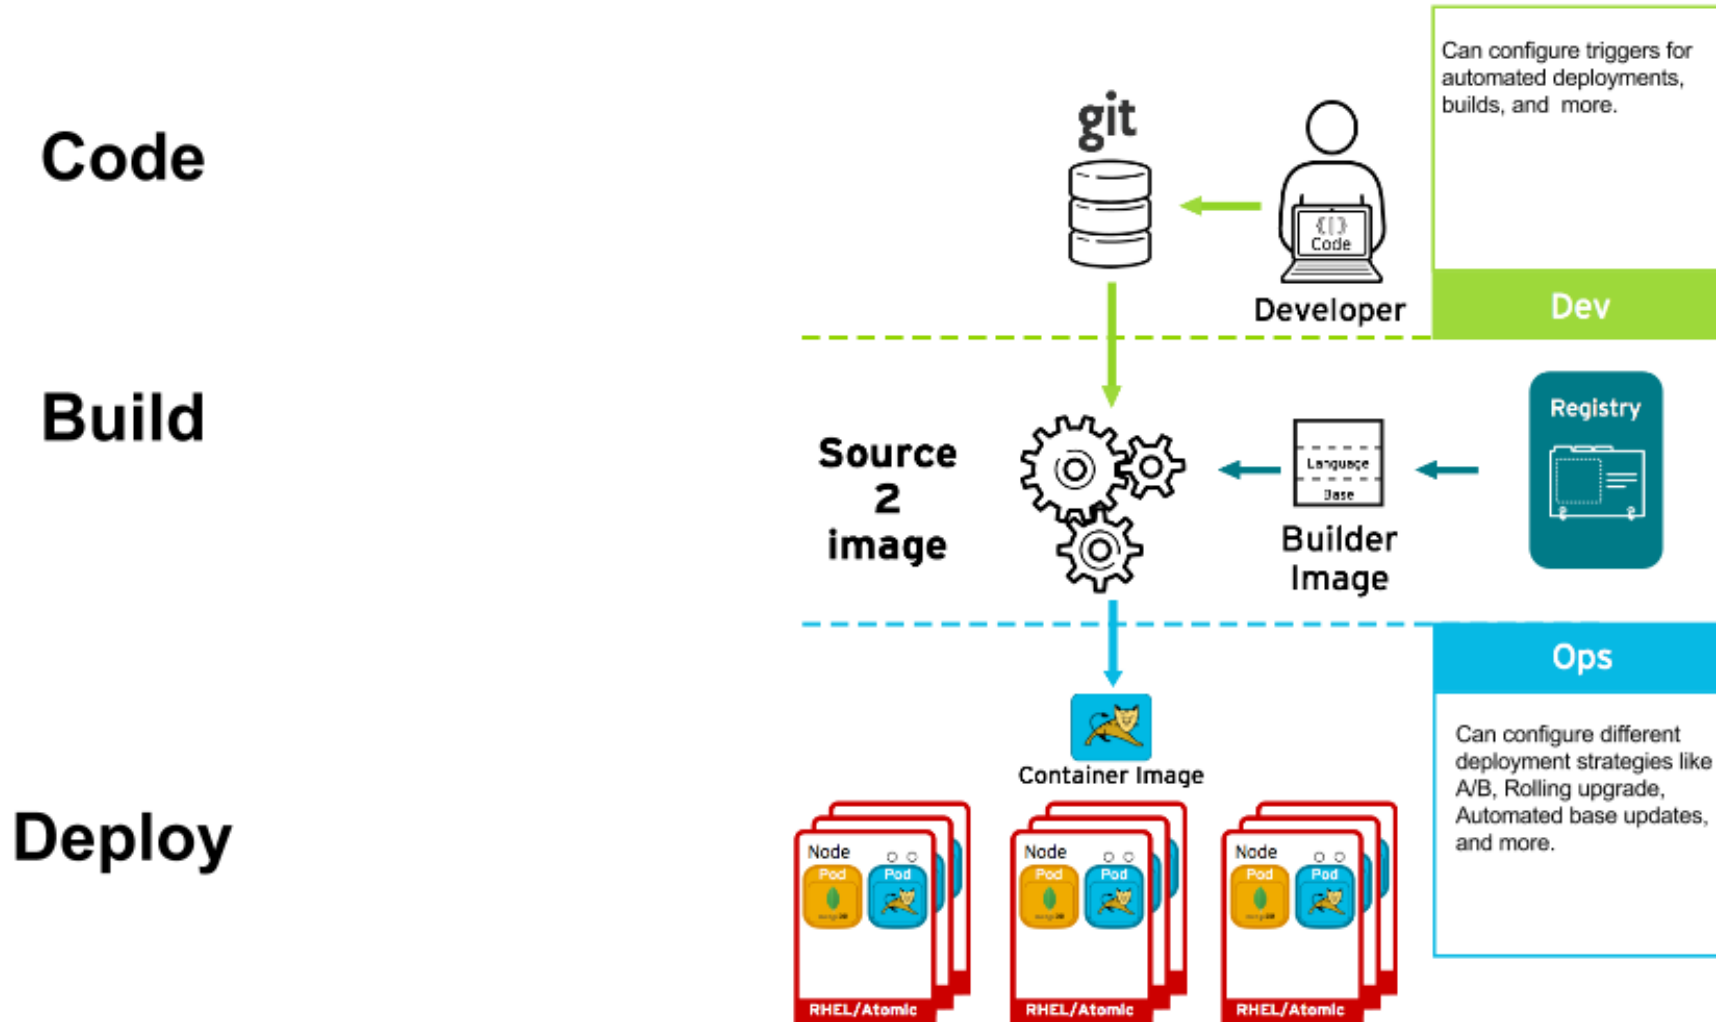 Code
git
{[]}
Code
Developer
Can configure triggers for
automated deployments,
builds, and more.
Dev
Build
Source
2
image
Language
Base
Builder
Image
Registry
Ops
Can configure different
deployment strategies like
A/B, Rolling upgrade,
Automated base updates,
and more.
Container Image
Deploy
Node
Pod
Pod
RHEL/Atomic
Node
Pod
Pod
RHEL/Atomic
Node
Pod
Pod
RHEL/Atomic